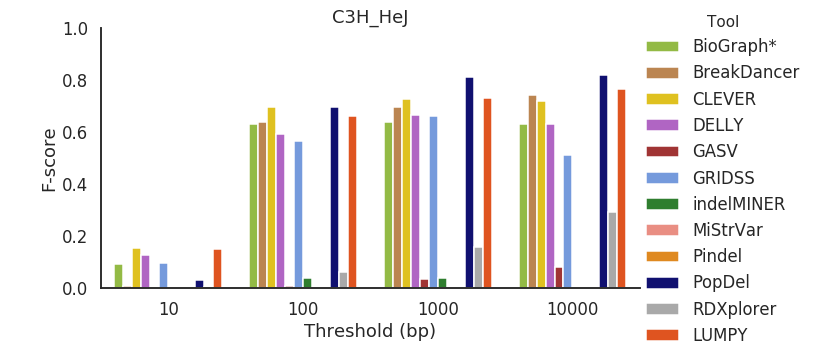 C3H_HeJ
1.0
0.8
0.6
0.4
0.2
0.0
F-score
10 100 1000 10000
Threshold (bp)
Tool
BioGraph*
BreakDancer
CLEVER
DELLY
GASV
GRIDSS
indelMINER
MiStrVar
Pindel
PopDel
RDXplorer
LUMPY